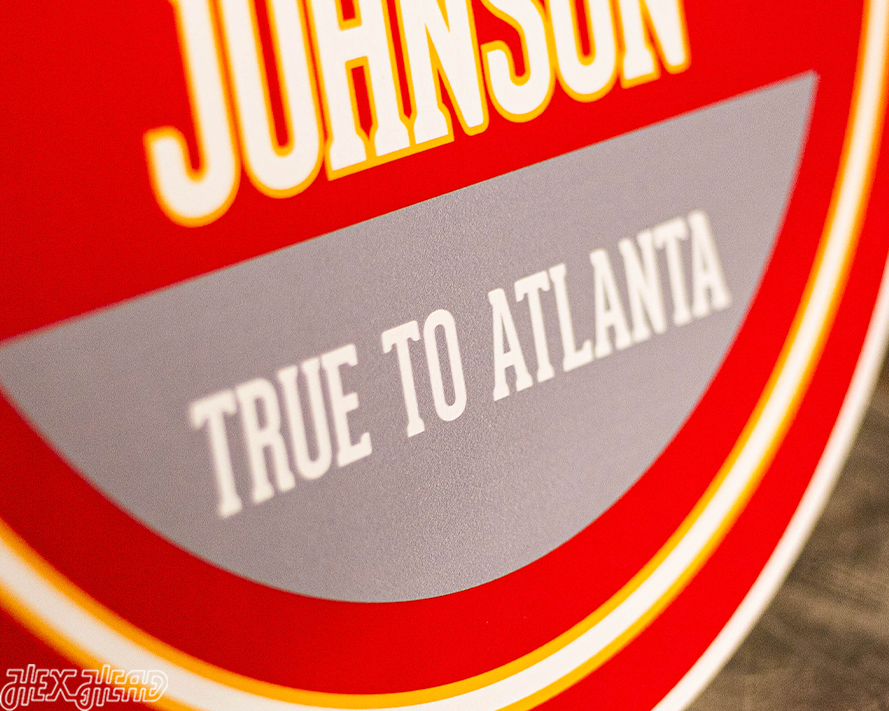 JOHNSON
TRUE TO ATLANTA
HEX HEAD